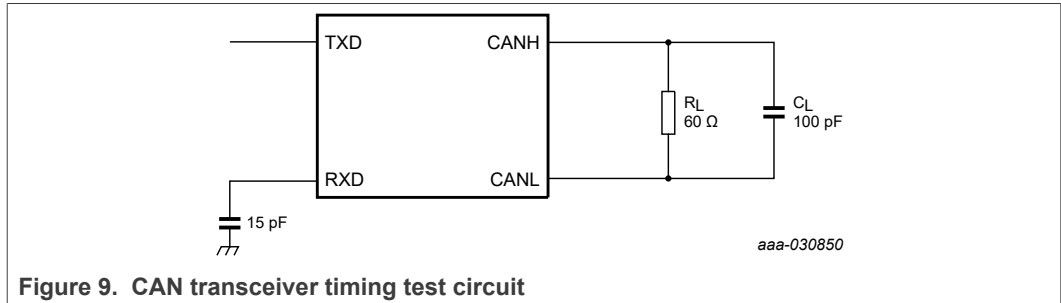 TXD
CANH
RL
60 Ω
CL
100 pF
RXD
CANL
15 pF
aaa-030850
Figure 9. CAN transceiver timing test circuit